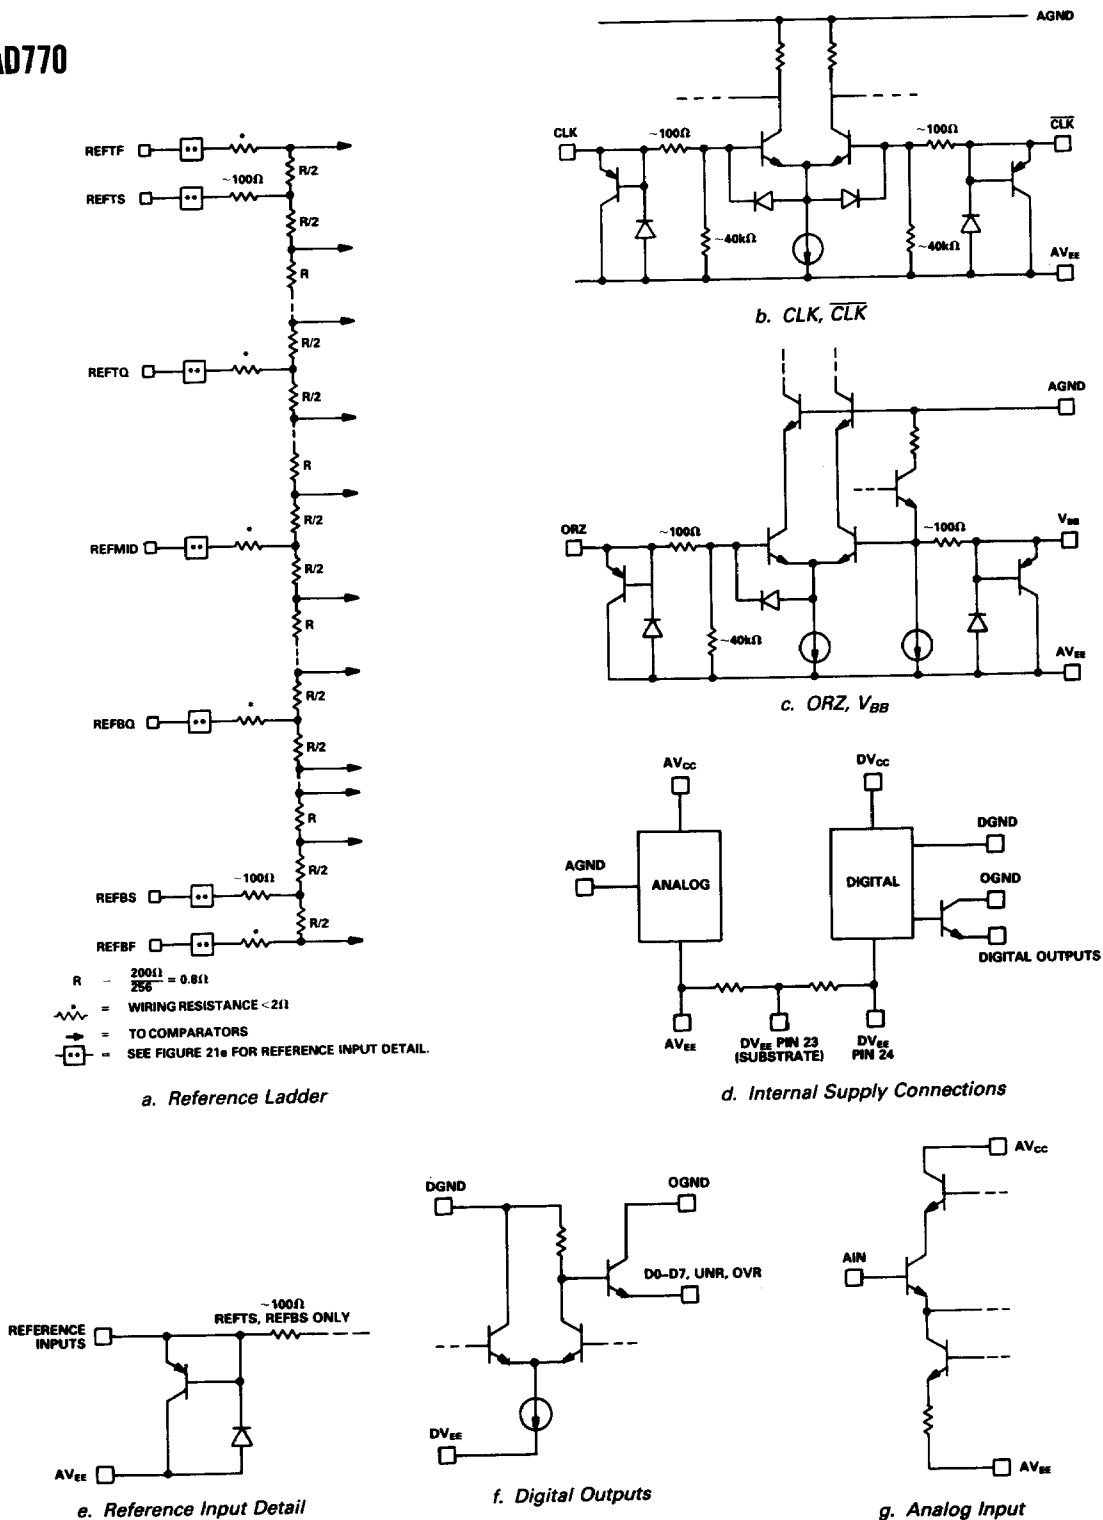 AD770
REFTF
*
R/2
REFTS
~100Ω
R/2
R
R/2
REFTQ
*
R/2
R
R/2
REFMID
*
R/2
R
R/2
REFBQ
*
R/2
R
R/2
REFBS
~100Ω
R/2
REFBF
*
R – 200Ω/256 = 0.8Ω
* = WIRING RESISTANCE <2Ω
= TO COMPARATORS
= SEE FIGURE 21e FOR REFERENCE INPUT DETAIL.
a. Reference Ladder
AGND
CLK
~100Ω
~100Ω
C̅L̅K̅
~40kΩ
~40kΩ
AVEE
b. CLK, C̅L̅K̅
AGND
ORZ
~100Ω
~100Ω
VBB
~40kΩ
AVEE
c. ORZ, VBB
AVCC
DVCC
AGND
ANALOG
DIGITAL
DGND
OGND
DIGITAL OUTPUTS
AVEE
DVEE PIN 23
(SUBSTRATE)
DVEE
PIN 24
d. Internal Supply Connections
REFERENCE
INPUTS
~100Ω
REFTS, REFBS ONLY
AVEE
e. Reference Input Detail
DGND
OGND
D0–D7, UNR, OVR
DVEE
f. Digital Outputs
AVCC
AIN
AVEE
g. Analog Input